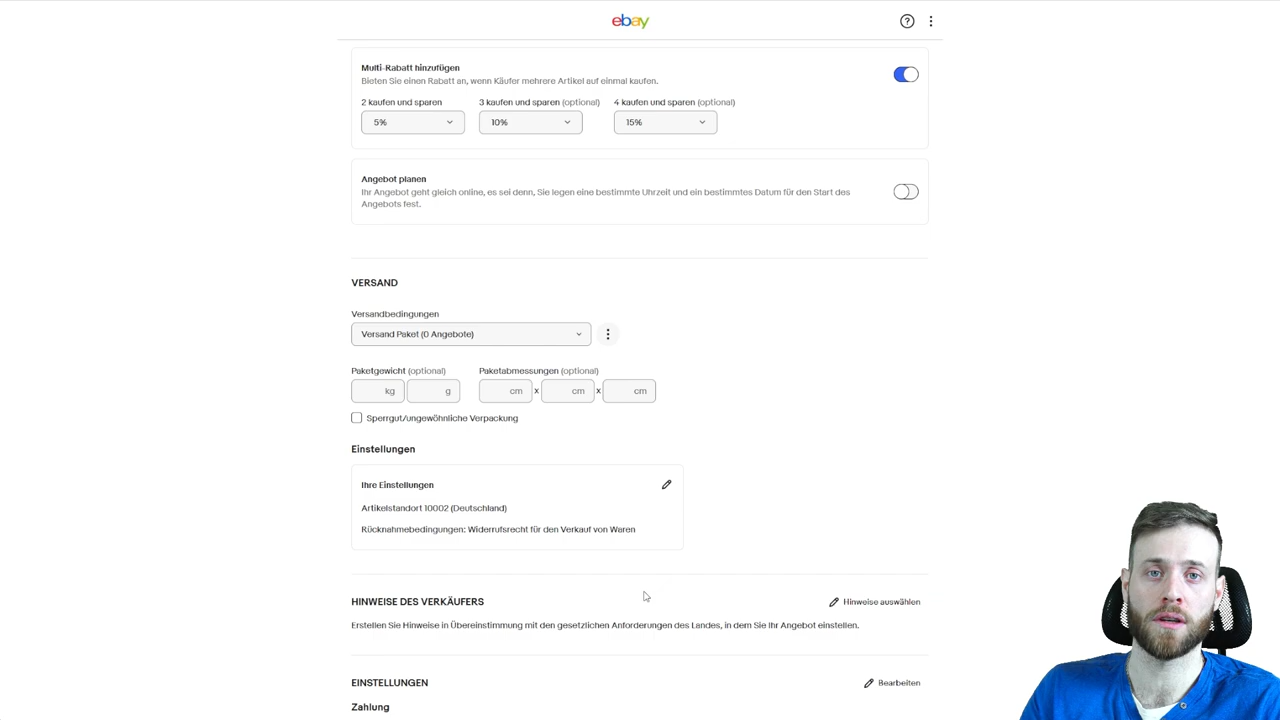 ebay
Multi-Rabatt hinzufügen
Bieten Sie einen Rabatt an, wenn Käufer mehrere Artikel auf einmal kaufen.
2 kaufen und sparen 3 kaufen und sparen (optional) 4 kaufen und sparen (optional)
5% 10% 15%
Angebot planen
Ihr Angebot geht gleich online, es sei denn, Sie legen eine bestimmte Uhrzeit und ein bestimmtes Datum für den Start des
Angebots fest.
VERSAND
Versandbedingungen
Versand Paket (0 Angebote)
Paketgewicht (optional) Paketabmessungen (optional)
kg g cm x cm x cm
Sperrgut/ungewöhnliche Verpackung
Einstellungen
Ihre Einstellungen
Artikelstandort 10002 (Deutschland)
Rücknahmebedingungen: Widerrufsrecht für den Verkauf von Waren
HINWEISE DES VERKÄUFERS Hinweise auswählen
Erstellen Sie Hinweise in Übereinstimmung mit den gesetzlichen Anforderungen des Landes, in dem Sie Ihr Angebot einstellen.
EINSTELLUNGEN Bearbeiten
Zahlung